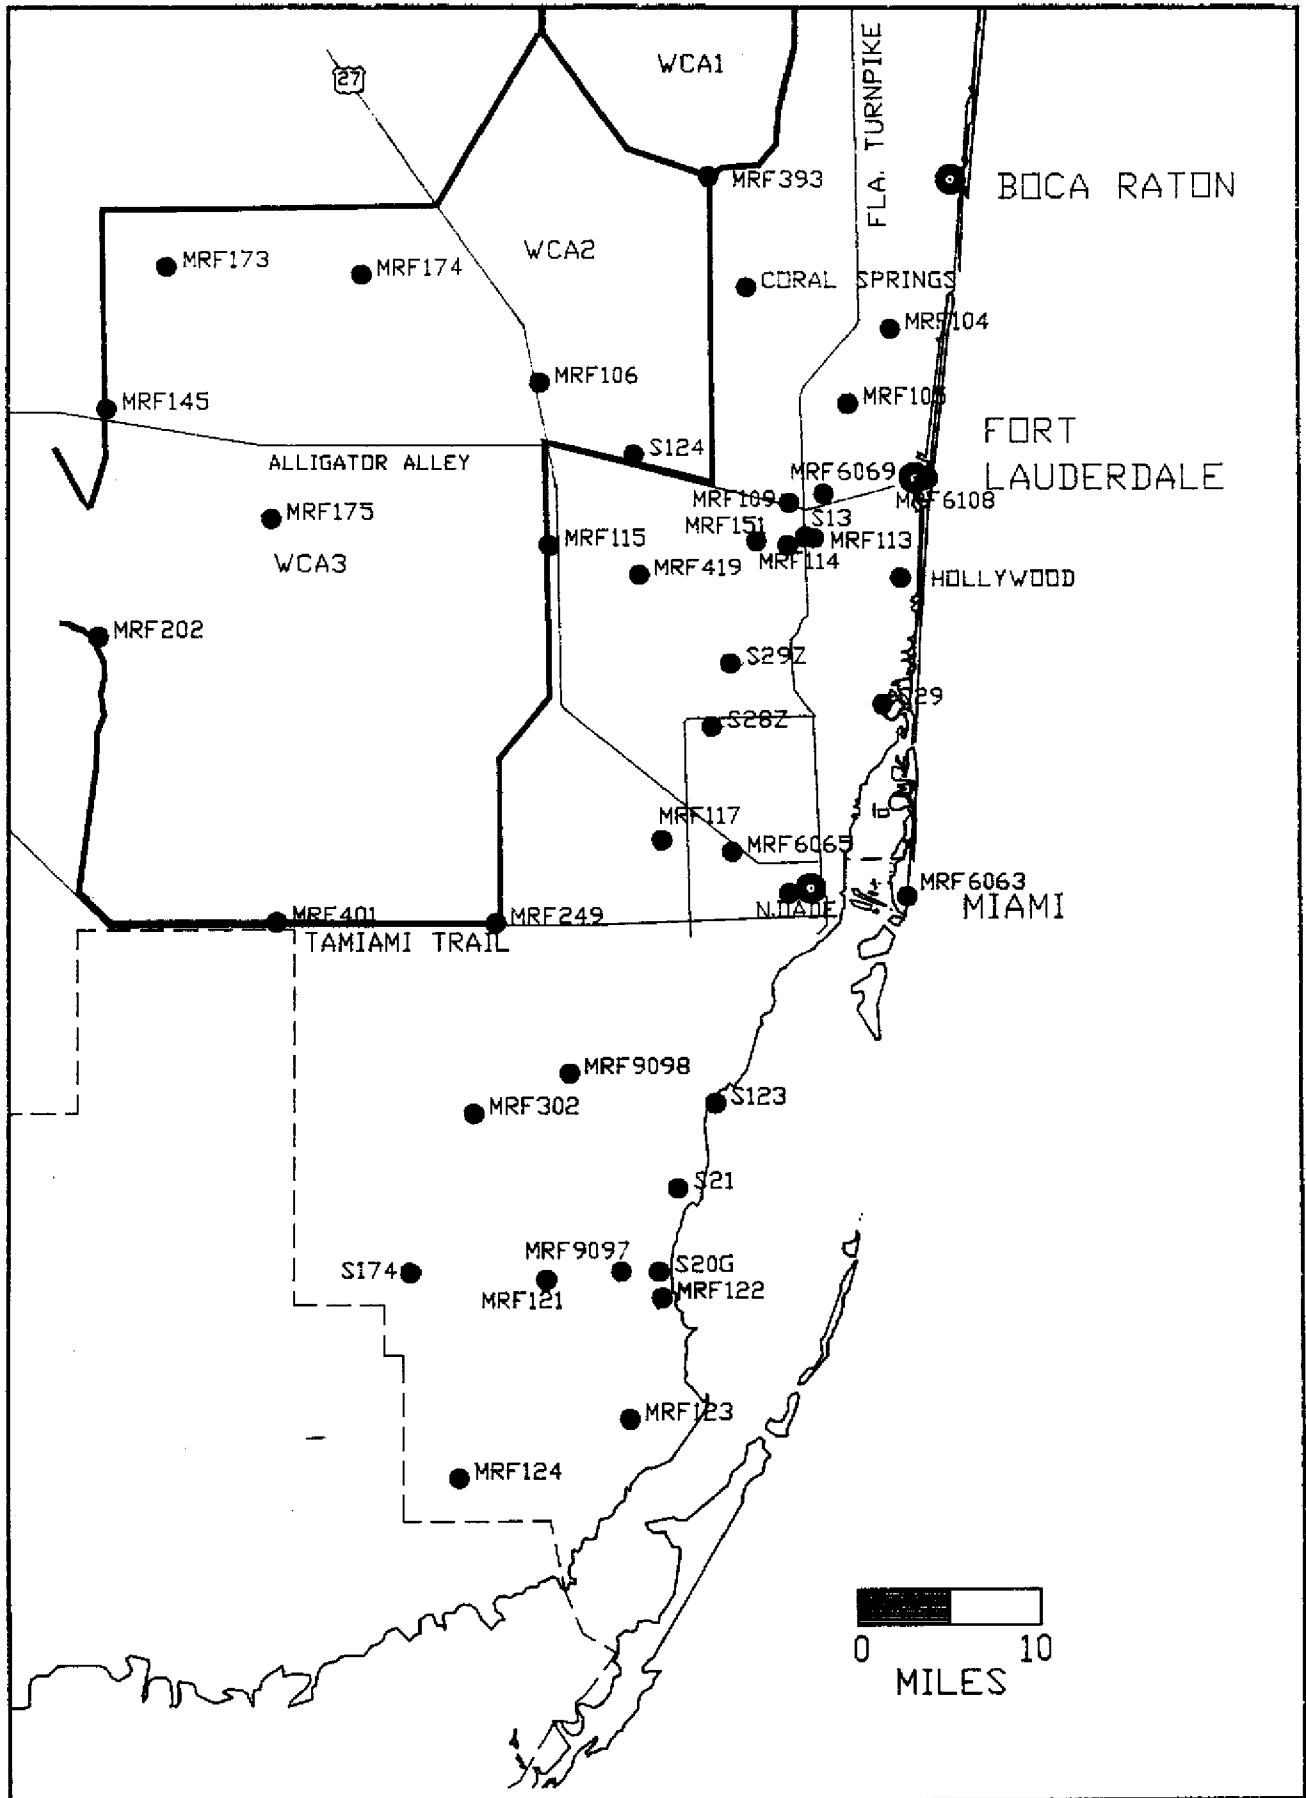 WCA1
27
FLA. TURNPIKE
MRF393
BOCA RATON
WCA2
MRF173
MRF174
CORAL SPRINGS
MRF104
MRF106
MRF105
MRF145
FORT
LAUDERDALE
S124
ALLIGATOR ALLEY
MRF6069
MRF109
MRF6108
S13
MRF151
MRF175
MRF115
MRF113
MRF114
WCA3
MRF419
HOLLYWOOD
MRF202
S29Z
S29
S28Z
MRF117
MRF6065
MRF6063
MIAMI
N.DADE
MRF401
MRF249
TAMIAMI TRAIL
MRF9098
S123
MRF302
S21
MRF9097
S20G
S174
MRF122
MRF121
MRF123
MRF124
0 10
MILES